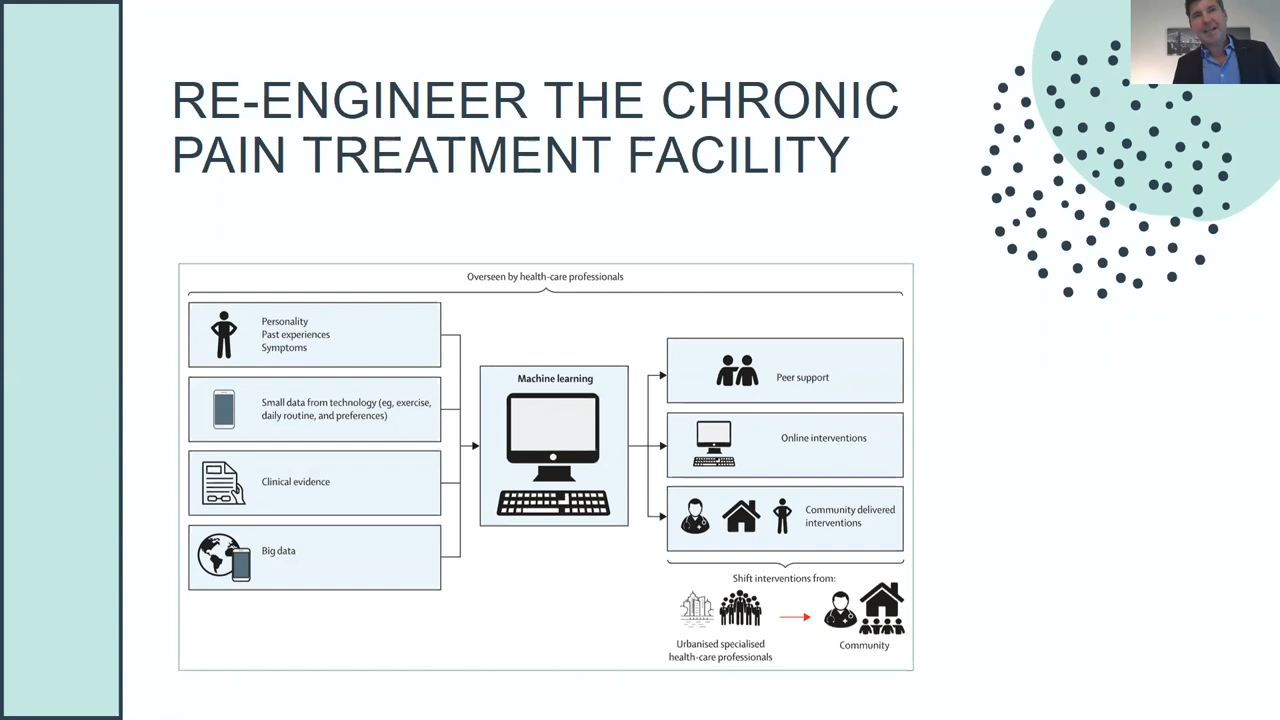 RE-ENGINEER THE CHRONIC
PAIN TREATMENT FACILITY
Overseen by health-care professionals
Personality
Past experiences
Symptoms
Small data from technology (eg, exercise,
daily routine, and preferences)
Clinical evidence
Big data
Machine learning
Peer support
Online interventions
Community delivered
interventions
Shift interventions from:
Urbanised specialised
health-care professionals
Community